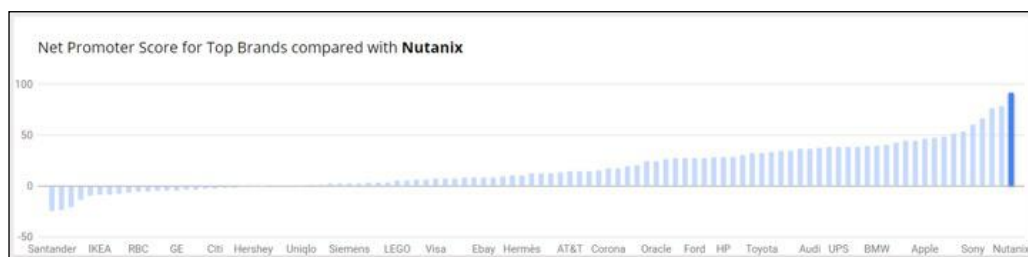 Net Promoter Score for Top Brands compared with Nutanix
100
50
0
-50
Santander IKEA RBC GE Citi Hershey Uniqlo Siemens LEGO Visa Ebay Hermès AT&T Corona Oracle Ford HP Toyota Audi UPS BMW Apple Sony Nutanix